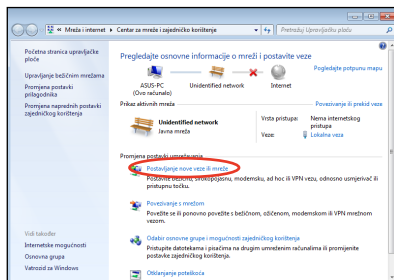 Mreža i internet ▸ Centar za mreže i zajedničko korištenje
Pretražuj Upravljačku ploču
Početna stranica upravljačke
ploče
Upravljanje bežičnim mrežama
Promjena postavki
prilagodnika
Promjena naprednih postavki
zajedničkog korištenja
Vidi također
Internetske mogućnosti
Osnovna grupa
Vatrozid za Windows
Pregledajte osnovne informacije o mreži i postavite veze
Pogledajte potpunu mapu
ASUS-PC
(Ovo računalo)
Unidentified network
Internet
Prikaz aktivnih mreža
Povezivanje ili prekid veze
Unidentified network
Javna mreža
Vrsta pristupa:
Nema internetskog
pristupa
Veze:
Lokalna veza
Promjena postavki umrežavanja
Postavljanje nove veze ili mreže
Postavite bežičnu, širokopojasnu, modemsku, ad hoc ili VPN vezu, odnosno usmjerivač ili
pristupnu točku.
Povezivanje s mrežom
Povežite se ili ponovno povežite s bežičnom, ožičenom, modemskom ili VPN mrežnom
vezom.
Odabir osnovne grupe i mogućnosti zajedničkog korištenja
Pristupite datotekama i pisačima na drugim umreženim računalima ili promijenite
postavke zajedničkog korištenja.
Otklanjanje poteškoća